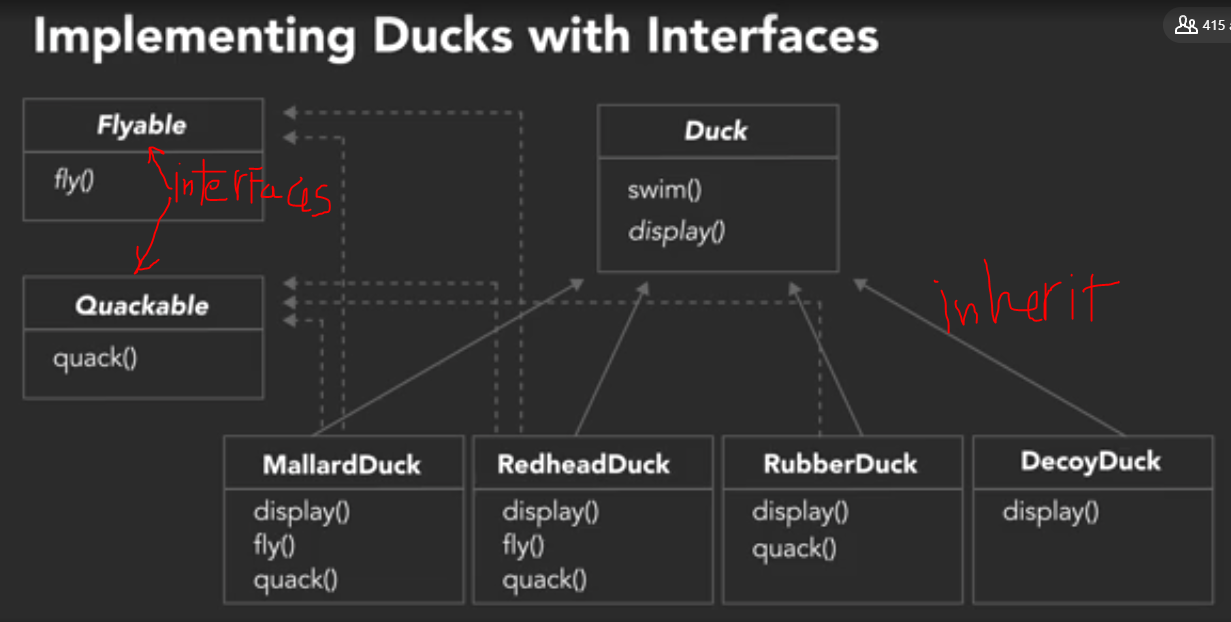 Implementing Ducks with Interfaces
415
Flyable
fly()
interFaces
Quackable
quack()
Duck
swim()
display()
inherit
MallardDuck
display()
fly()
quack()
RedheadDuck
display()
fly()
quack()
RubberDuck
display()
quack()
DecoyDuck
display()